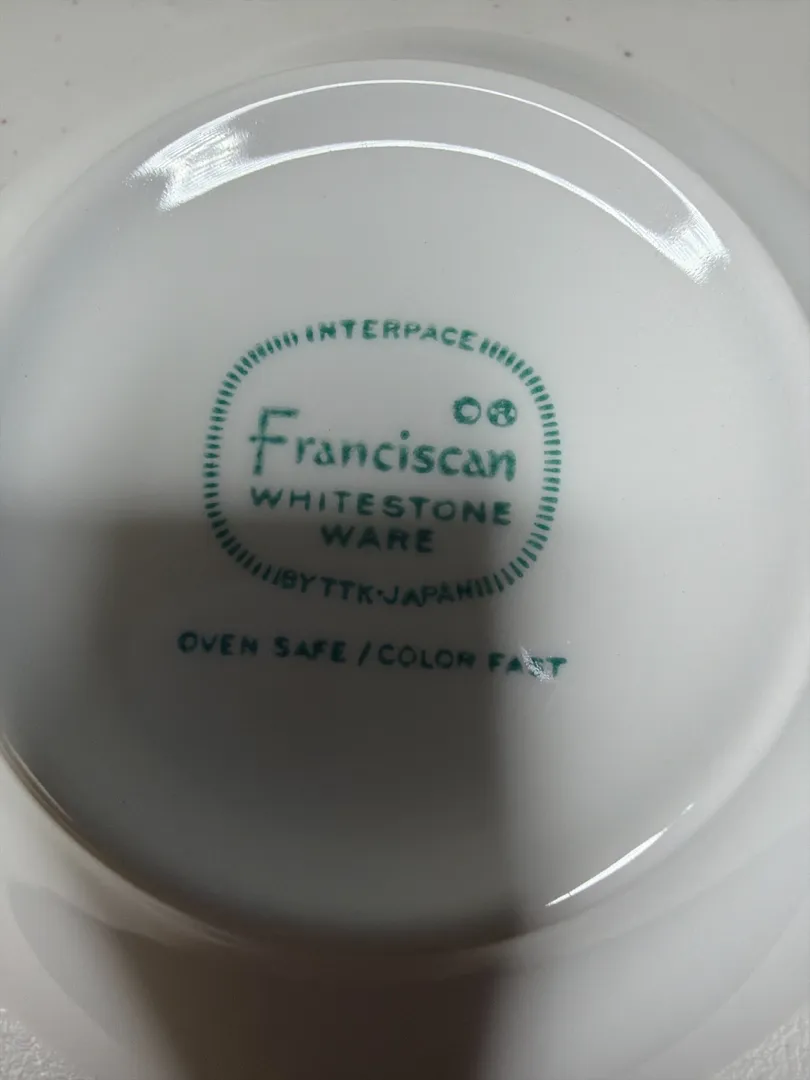 INTERPACE
Franciscan
WHITESTONE
WARE
BY TTK·JAPAN
OVEN SAFE / COLOR FAST